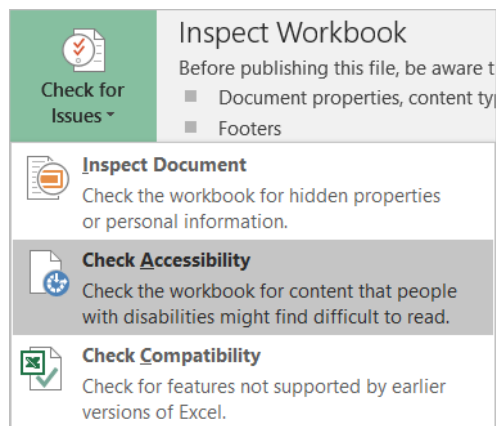 Inspect Workbook
Before publishing this file, be aware
Document properties, content
Footers
Check for
Issues
Inspect Document
Check the workbook for hidden properties
or personal information.
Check Accessibility
Check the workbook for content that people
with disabilities might find difficult to read.
Check Compatibility
Check for features not supported by earlier
versions of Excel.